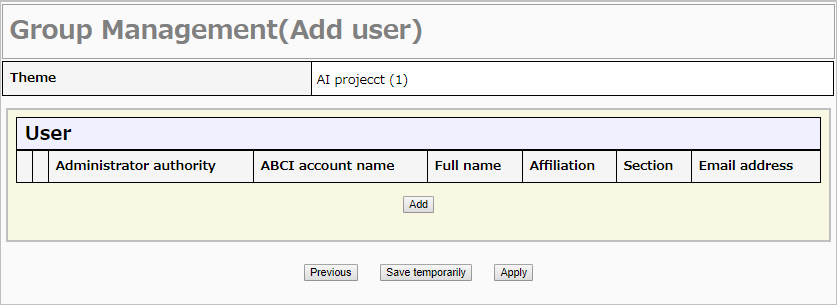 Group Management(Add user)
Theme AI projecct (1)
User
Administrator authority ABCI account name Full name Affiliation Section Email address
Add
Previous Save temporarily Apply